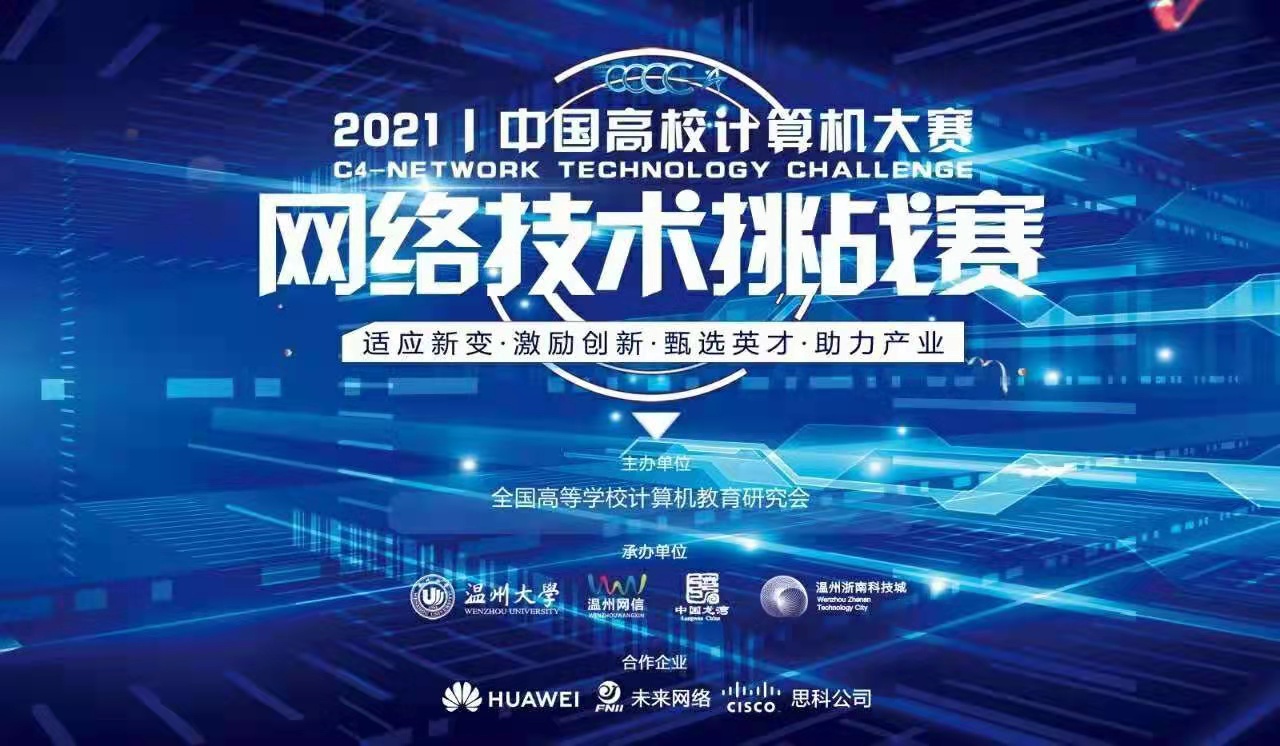 CCCC
2021 | 中国高校计算机大赛
C4-NETWORK TECHNOLOGY CHALLENGE
网络技术挑战赛
适应新变·激励创新·甄选英才·助力产业
主办单位
全国高等学校计算机教育研究会
承办单位
温州大学
WENZHOU UNIVERSITY
温州网信
WENZHOUWANGXIN
中国龙湾
Longwan China
温州浙南科技城
Wenzhou Zhenan
Technology City
合作企业
HUAWEI
FNII
未来网络
CISCO
思科公司